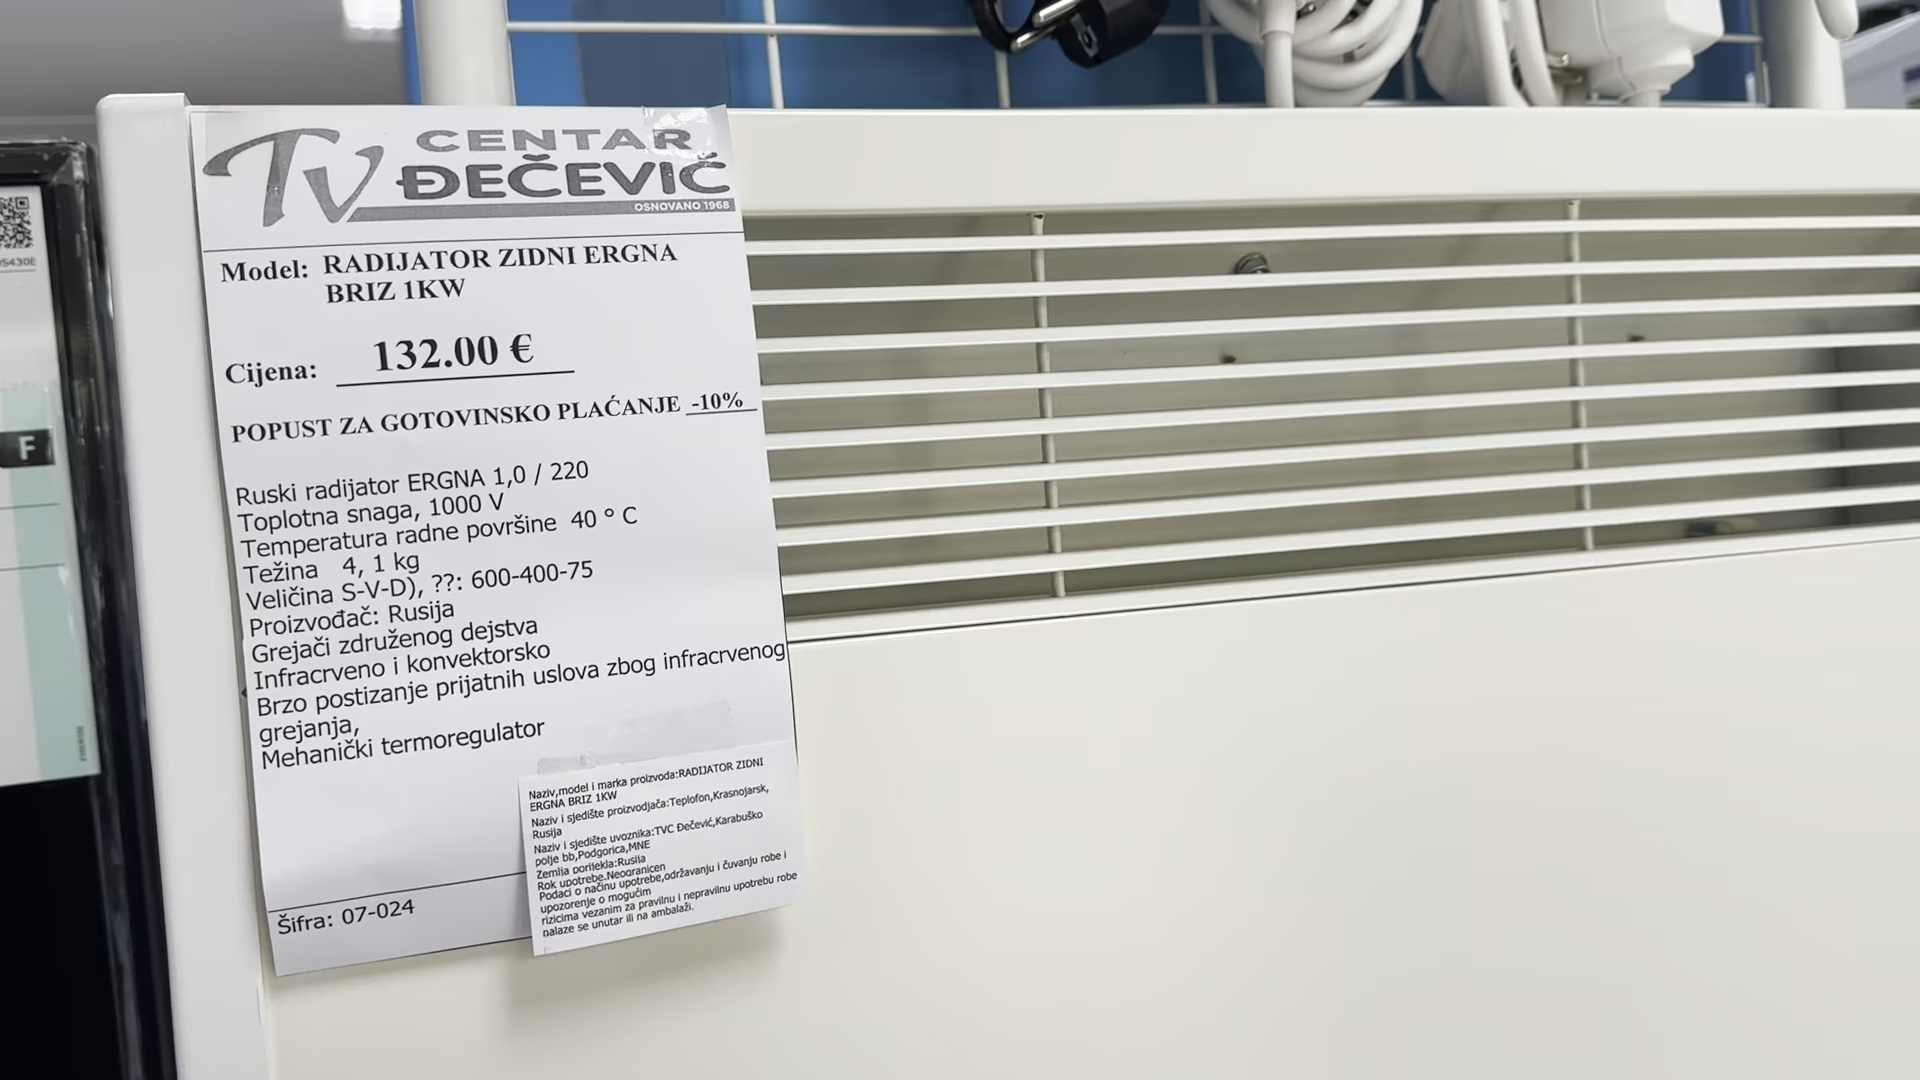 TV CENTAR
ĐEČEVIĆ
OSNOVANO 1968
Model: RADIJATOR ZIDNI ERGNA
BRIZ 1KW
Cijena: 132.00 €
POPUST ZA GOTOVINSKO PLAĆANJE -10%
Ruski radijator ERGNA 1,0 / 220
Toplotna snaga, 1000 V
Temperatura radne površine 40 ° C
Težina 4, 1 kg
Veličina S-V-D), ??: 600-400-75
Proizvođač: Rusija
Grejači združenog dejstva
Infracrveno i konvektorsko
Brzo postizanje prijatnih uslova zbog infracrvenog
grejanja,
Mehanički termoregulator
Šifra: 07-024
Naziv,model i marka proizvoda:RADIJATOR ZIDNI
ERGNA BRIZ 1KW
Naziv i sjedište proizvodjača:Teplofon,Krasnojarsk,
Rusija
Naziv i sjedište uvoznika:TVC Đečević,Karabuško
polje bb,Podgorica,MNE
Zemlja porijekla:Rusija
Rok upotrebe.Neogranicen
Podaci o načinu upotrebe,održavanju i čuvanju robe i
upozorenje o mogućim
rizicima vezanim za pravilnu i nepravilnu upotrebu robe
nalaze se unutar ili na ambalaži.
F